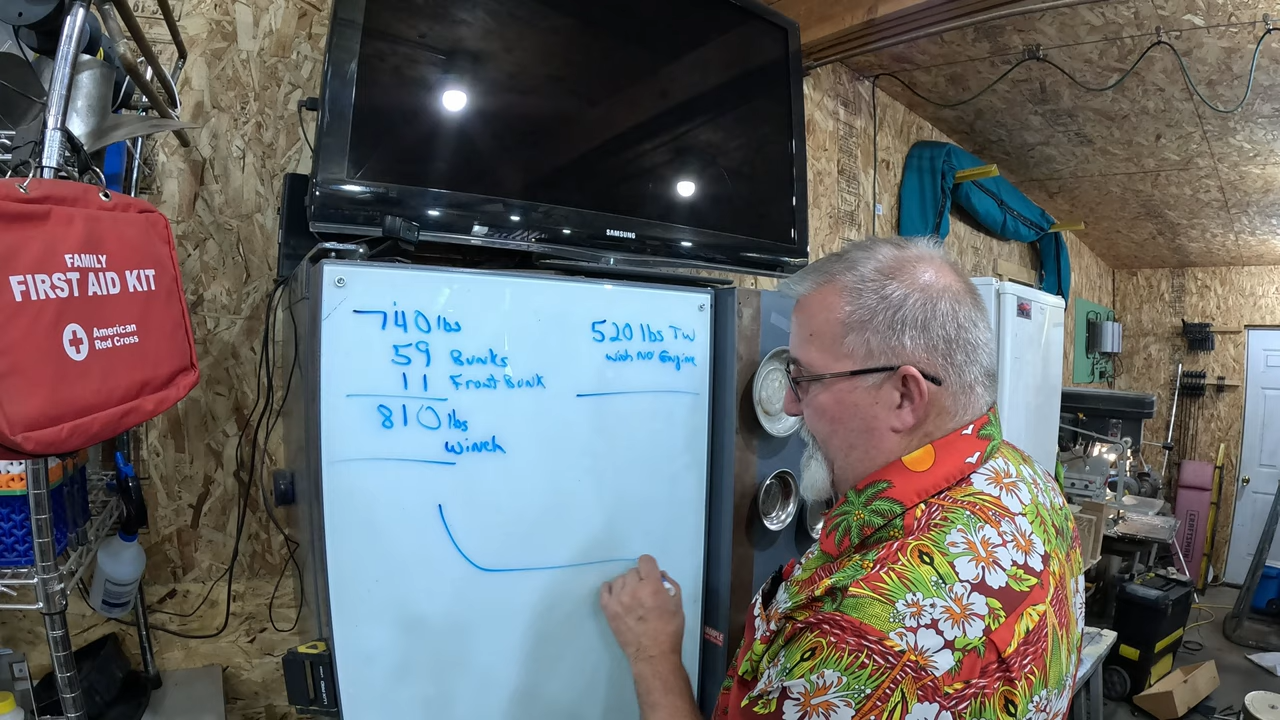 FAMILY
FIRST AID KIT
American
Red Cross
SAMSUNG
740 lbs
59 Bunks
11 Front Bunk
810 lbs
winch
520 lbs TW
with NO Engine
CRAFTSMAN